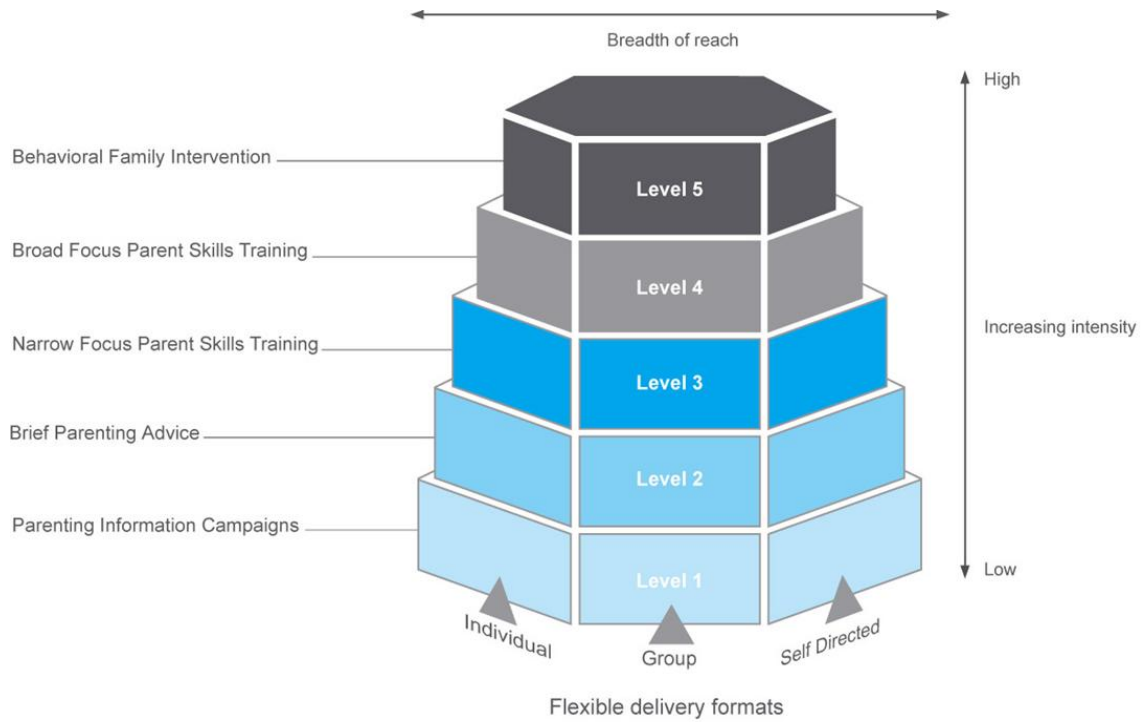 Breadth of reach
High
Behavioral Family Intervention
Level 5
Broad Focus Parent Skills Training
Level 4
Increasing intensity
Narrow Focus Parent Skills Training
Level 3
Brief Parenting Advice
Level 2
Parenting Information Campaigns
Low
Level 1
Individual
Group
Self Directed
Flexible delivery formats